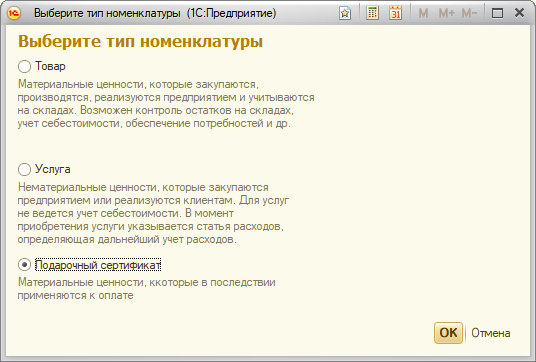 Выберите тип номенклатуры (1С:Предприятие)
M M+ M-
31
Выберите тип номенклатуры
Товар
Материальные ценности, которые закупаются,
производятся, реализуются предприятием и учитываются
на складах. Возможен контроль остатков на складах,
учет себестоимости, обеспечение потребностей и др.
Услуга
Нематериальные ценности, которые закупаются
предприятием или реализуются клиентам. Для услуг
не ведется учет себестоимости. В момент
приобретения услуги указывается статья расходов,
определяющая дальнейший учет расходов.
Подарочный сертификат
Материальные ценности, ккоторые в последствии
применяются к оплате
ОК Отмена